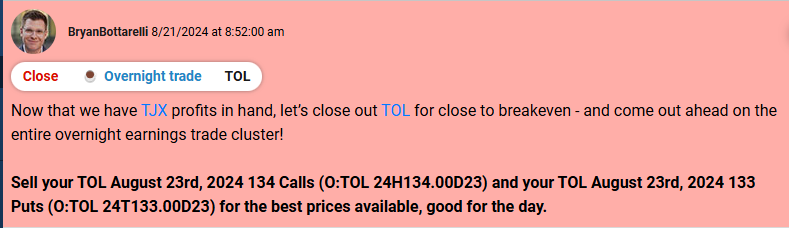 BryanBottarelli 8/21/2024 at 8:52:00 am
Close Overnight trade TOL
Now that we have TJX profits in hand, let's close out TOL for close to breakeven - and come out ahead on the
entire overnight earnings trade cluster!
Sell your TOL August 23rd, 2024 134 Calls (O:TOL 24H134.00D23) and your TOL August 23rd, 2024 133
Puts (O:TOL 24T133.00D23) for the best prices available, good for the day.